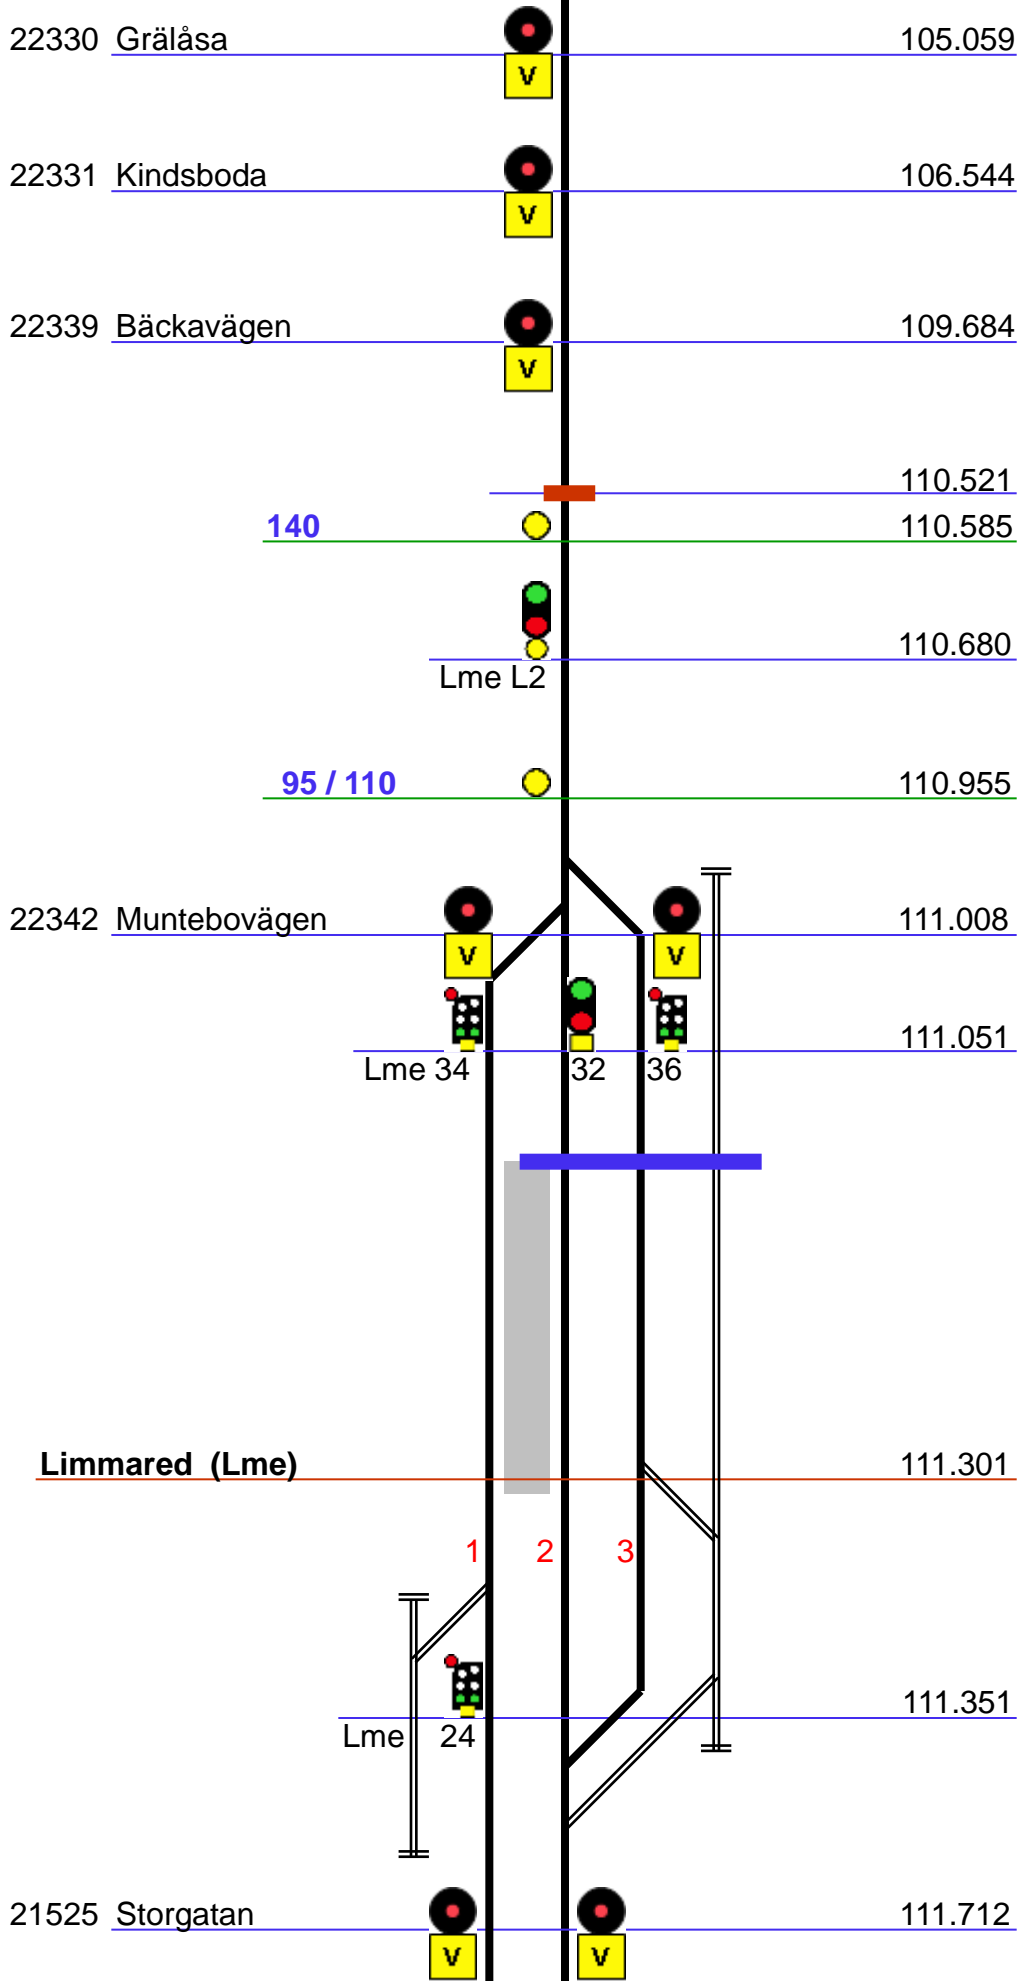 22330 Grälåsa 105.059
V
22331 Kindsboda 106.544
V
22339 Bäckavägen 109.684
V
110.521
140 110.585
110.680
Lme L2
95 / 110 110.955
22342 Muntebovägen 111.008
V V
111.051
Lme 34 32 36
Limmared (Lme) 111.301
1 2 3
111.351
Lme 24
21525 Storgatan 111.712
V V